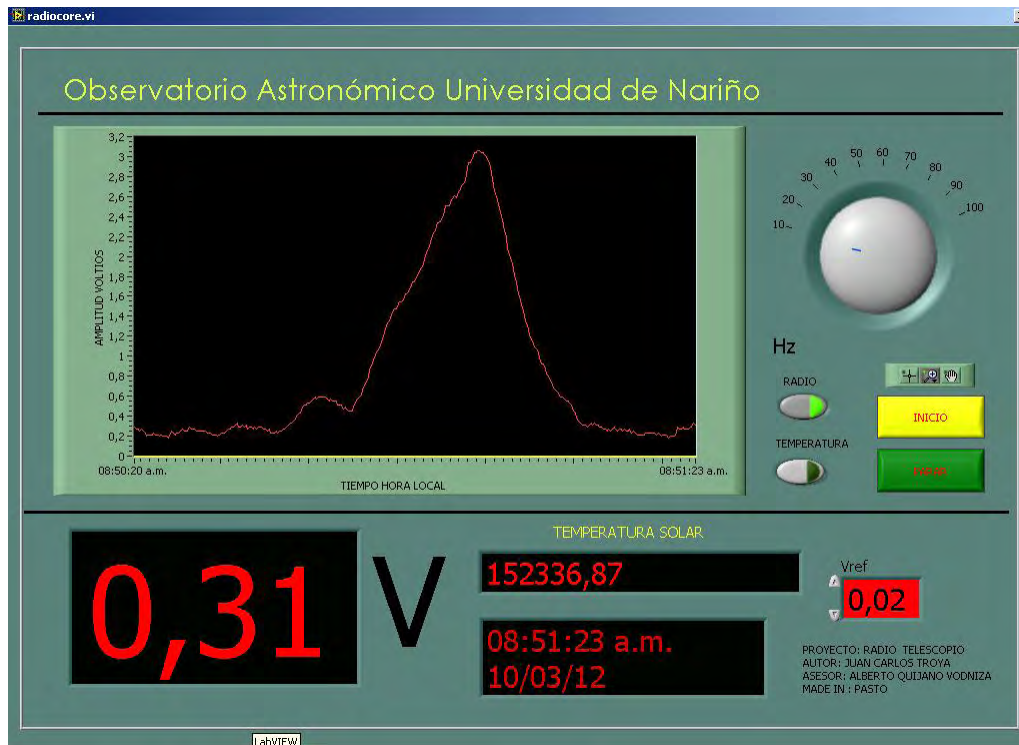 radiocore.vi
Observatorio Astronómico Universidad de Nariño
3,2
3
2,8
2,6
2,4
2,2
2
1,8
1,6
1,4
1,2
1
0,8
0,6
0,4
0,2
0
AMPLITUD VOLTIOS
08:50:20 a.m.
08:51:23 a.m.
TIEMPO HORA LOCAL
10
20
30
40
50
60
70
80
90
100
Hz
RADIO
INICIO
TEMPERATURA
PARAR
0,31
V
TEMPERATURA SOLAR
152336,87
08:51:23 a.m.
10/03/12
Vref
0,02
PROYECTO: RADIO TELESCOPIO
AUTOR: JUAN CARLOS TROYA
ASESOR: ALBERTO QUIJANO VODNIZA
MADE IN : PASTO
LabVIEW